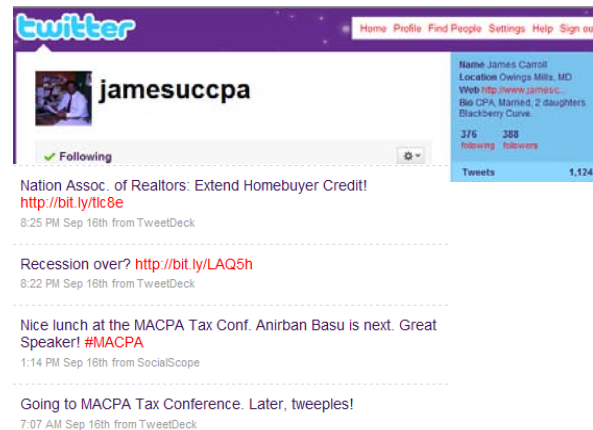 twitter
Home Profile Find People Settings Help Sign ou
jamesuccpa
Following
Name James Carroll
Location Owings Mills, MD
Web http://www.jamesc...
Bio CPA, Married, 2 daughters.
Blackberry Curve.
376 388
following followers
Tweets 1,124
Nation Assoc. of Realtors: Extend Homebuyer Credit!
http://bit.ly/tlc8e
8:25 PM Sep 16th from TweetDeck
Recession over? http://bit.ly/LAQ5h
8:22 PM Sep 16th from TweetDeck
Nice lunch at the MACPA Tax Conf. Anirban Basu is next. Great
Speaker! #MACPA
1:14 PM Sep 16th from SocialScope
Going to MACPA Tax Conference. Later, tweeples!
7:07 AM Sep 16th from TweetDeck